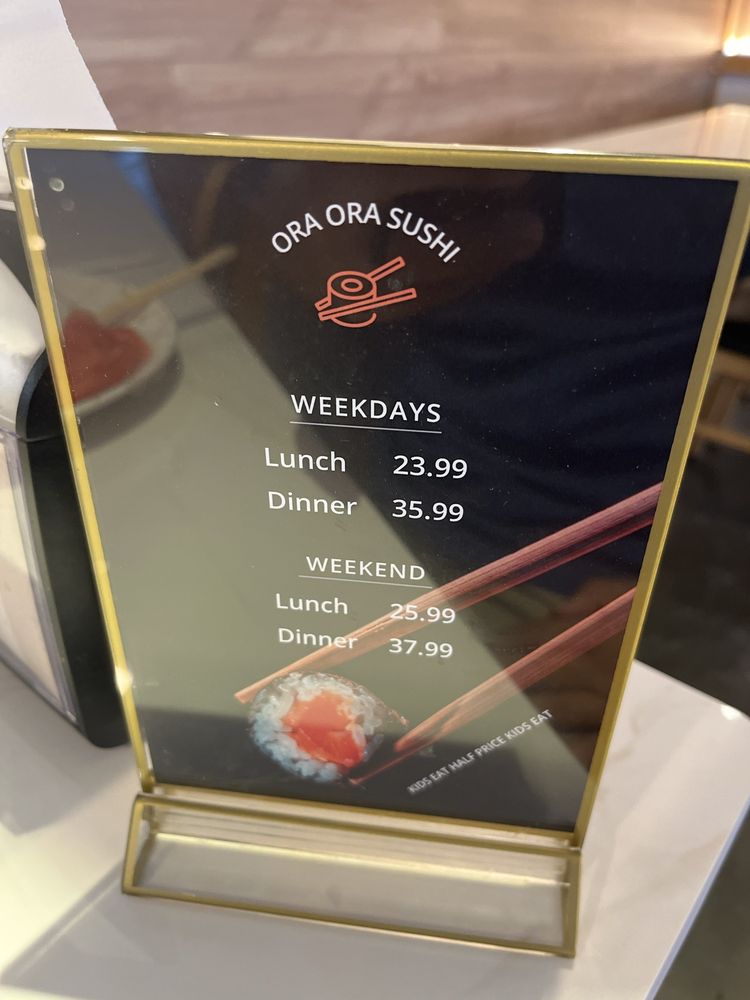 ORA ORA SUSHI
WEEKDAYS
Lunch 23.99
Dinner 35.99
WEEKEND
Lunch 25.99
Dinner 37.99
KIDS EAT HALF PRICE KIDS EAT